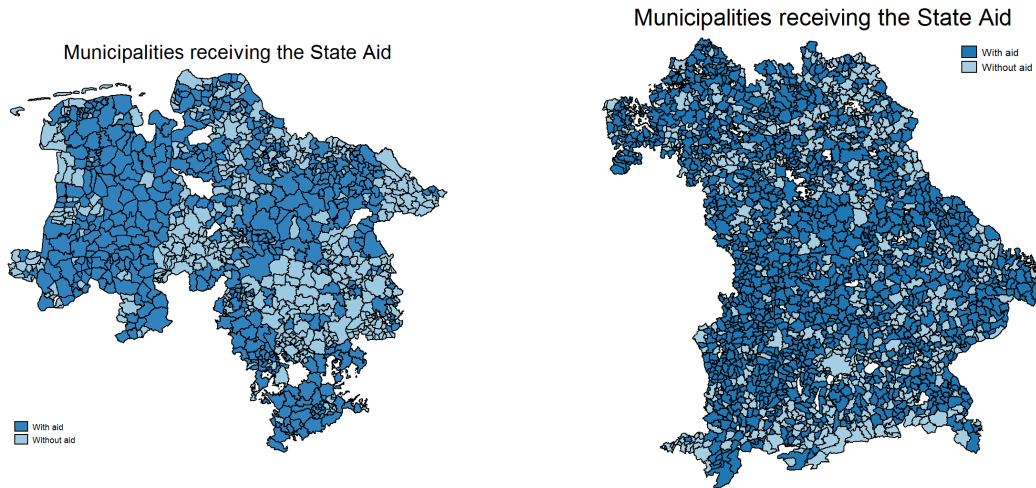 Municipalities receiving the State Aid
With aid
Without aid
Municipalities receiving the State Aid
With aid
Without aid